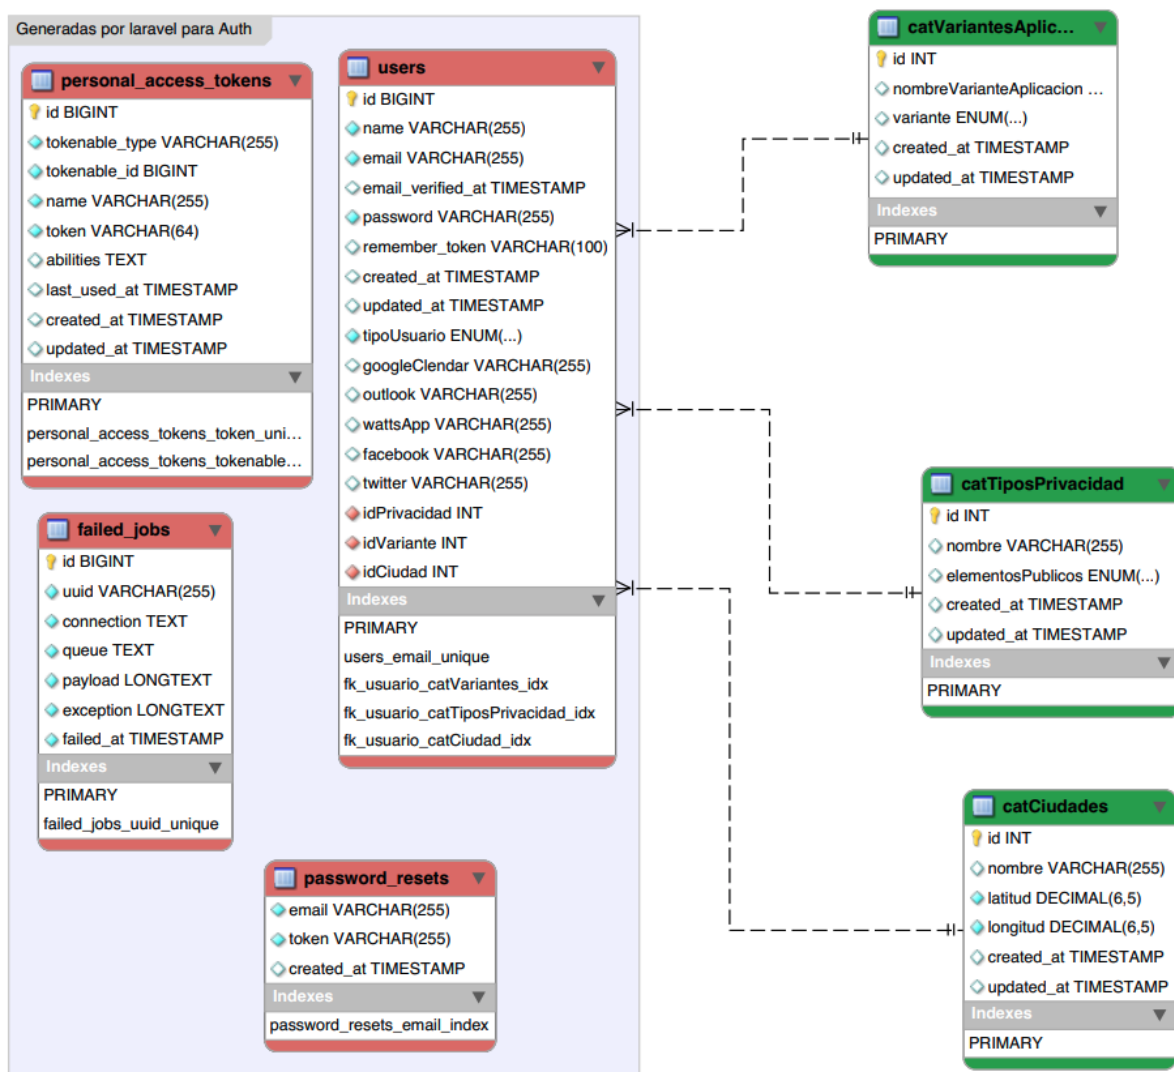 Generadas por laravel para Auth
personal_access_tokens
id BIGINT
tokenable_type VARCHAR(255)
tokenable_id BIGINT
name VARCHAR(255)
token VARCHAR(64)
abilities TEXT
last_used_at TIMESTAMP
created_at TIMESTAMP
updated_at TIMESTAMP
Indexes
PRIMARY
personal_access_tokens_token_uni...
personal_access_tokens_tokenable...
users
id BIGINT
name VARCHAR(255)
email VARCHAR(255)
email_verified_at TIMESTAMP
password VARCHAR(255)
remember_token VARCHAR(100)
created_at TIMESTAMP
updated_at TIMESTAMP
tipoUsuario ENUM(...)
googleClendar VARCHAR(255)
outlook VARCHAR(255)
wattsApp VARCHAR(255)
facebook VARCHAR(255)
twitter VARCHAR(255)
idPrivacidad INT
idVariante INT
idCiudad INT
Indexes
PRIMARY
users_email_unique
fk_usuario_catVariantes_idx
fk_usuario_catTiposPrivacidad_idx
fk_usuario_catCiudad_idx
failed_jobs
id BIGINT
uuid VARCHAR(255)
connection TEXT
queue TEXT
payload LONGTEXT
exception LONGTEXT
failed_at TIMESTAMP
Indexes
PRIMARY
failed_jobs_uuid_unique
password_resets
email VARCHAR(255)
token VARCHAR(255)
created_at TIMESTAMP
Indexes
password_resets_email_index
catVariantesAplic...
id INT
nombreVarianteAplicacion ...
variante ENUM(...)
created_at TIMESTAMP
updated_at TIMESTAMP
Indexes
PRIMARY
catTiposPrivacidad
id INT
nombre VARCHAR(255)
elementosPublicos ENUM(...)
created_at TIMESTAMP
updated_at TIMESTAMP
Indexes
PRIMARY
catCiudades
id INT
nombre VARCHAR(255)
latitud DECIMAL(6,5)
longitud DECIMAL(6,5)
created_at TIMESTAMP
updated_at TIMESTAMP
Indexes
PRIMARY